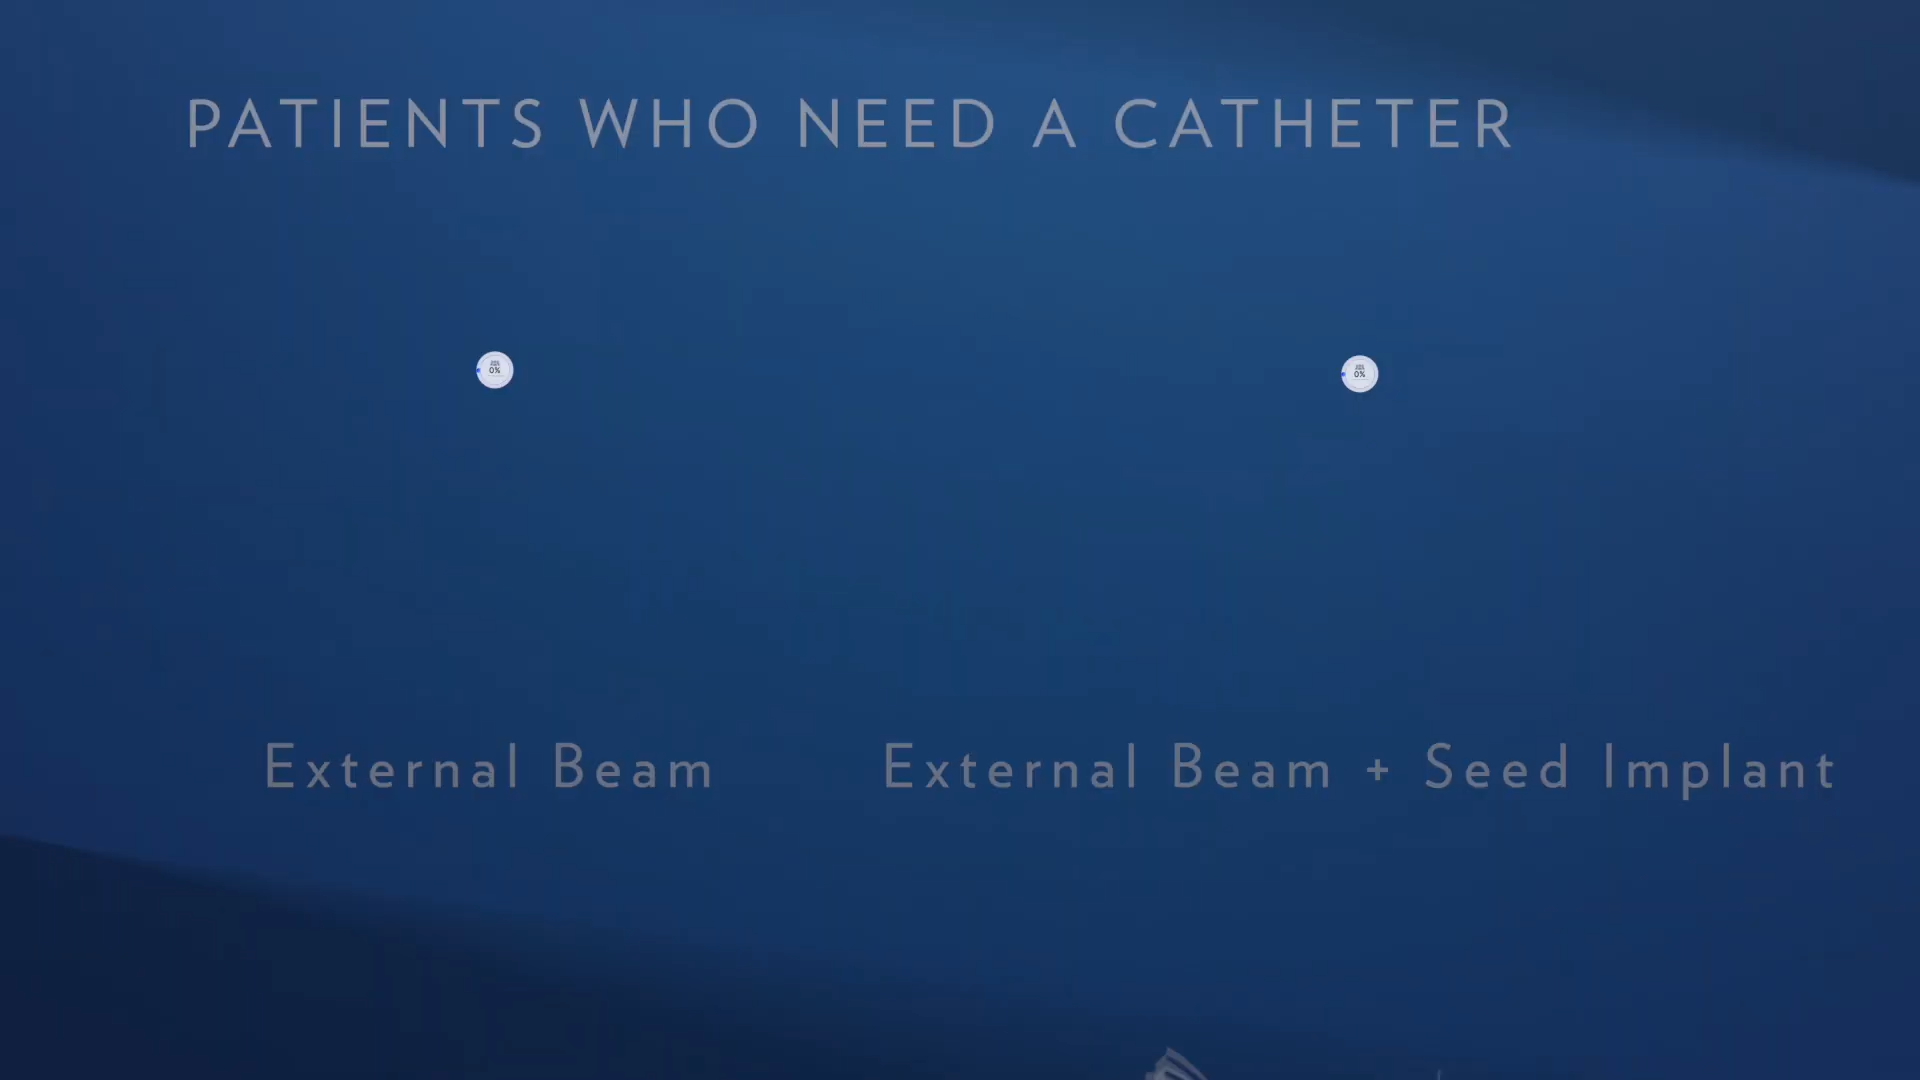 PATIENTS WHO NEED A CATHETER
0%
0%
External Beam
External Beam + Seed Implant